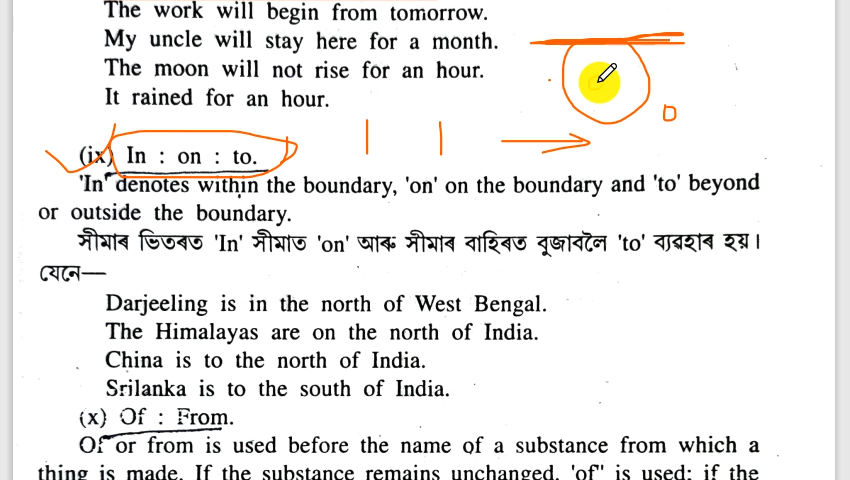 The work will begin from tomorrow.
My uncle will stay here for a month.
The moon will not rise for an hour.
It rained for an hour.
(ix) In : on : to.
'In' denotes within the boundary, 'on' on the boundary and 'to' beyond
or outside the boundary.
সীমাৰ ভিতৰত 'In' সীমাত 'on' আৰু সীমাৰ বাহিৰত বুজাবলৈ 'to' ব্যৱহাৰ হয়।
যেনে—
Darjeeling is in the north of West Bengal.
The Himalayas are on the north of India.
China is to the north of India.
Srilanka is to the south of India.
(x) Of : From.
Of or from is used before the name of a substance from which a
thing is made. If the substance remains unchanged, 'of' is used; if the